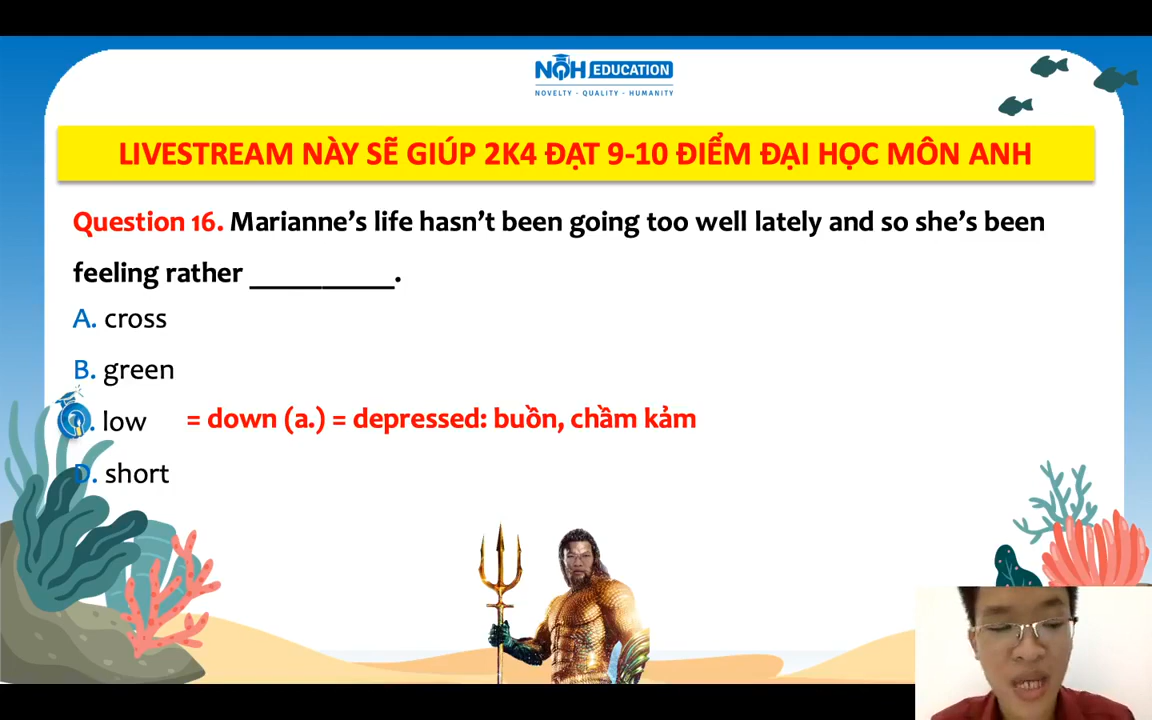 NQH EDUCATION
NOVELTY - QUALITY - HUMANITY
LIVESTREAM NÀY SẼ GIÚP 2K4 ĐẠT 9-10 ĐIỂM ĐẠI HỌC MÔN ANH
Question 16. Marianne’s life hasn’t been going too well lately and so she’s been
feeling rather __________.
A. cross
B. green
. low = down (a.) = depressed: buồn, chầm kảm
D. short